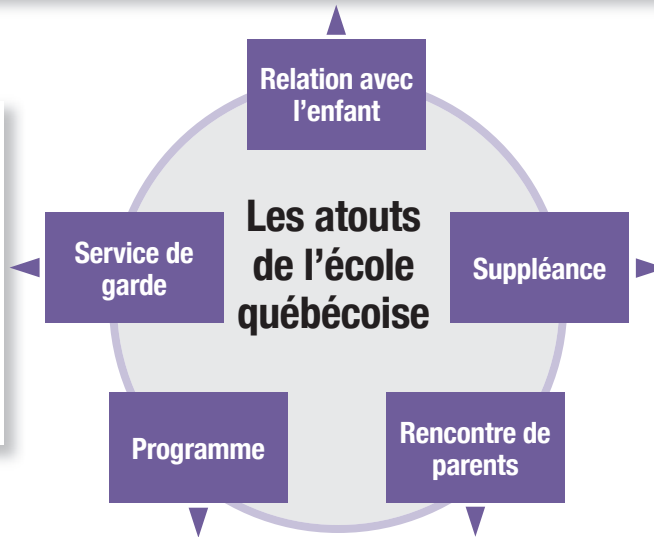 Relation avec
l’enfant
Les atouts
de l’école
québécoise
Service de
garde
Suppléance
Programme
Rencontre de
parents